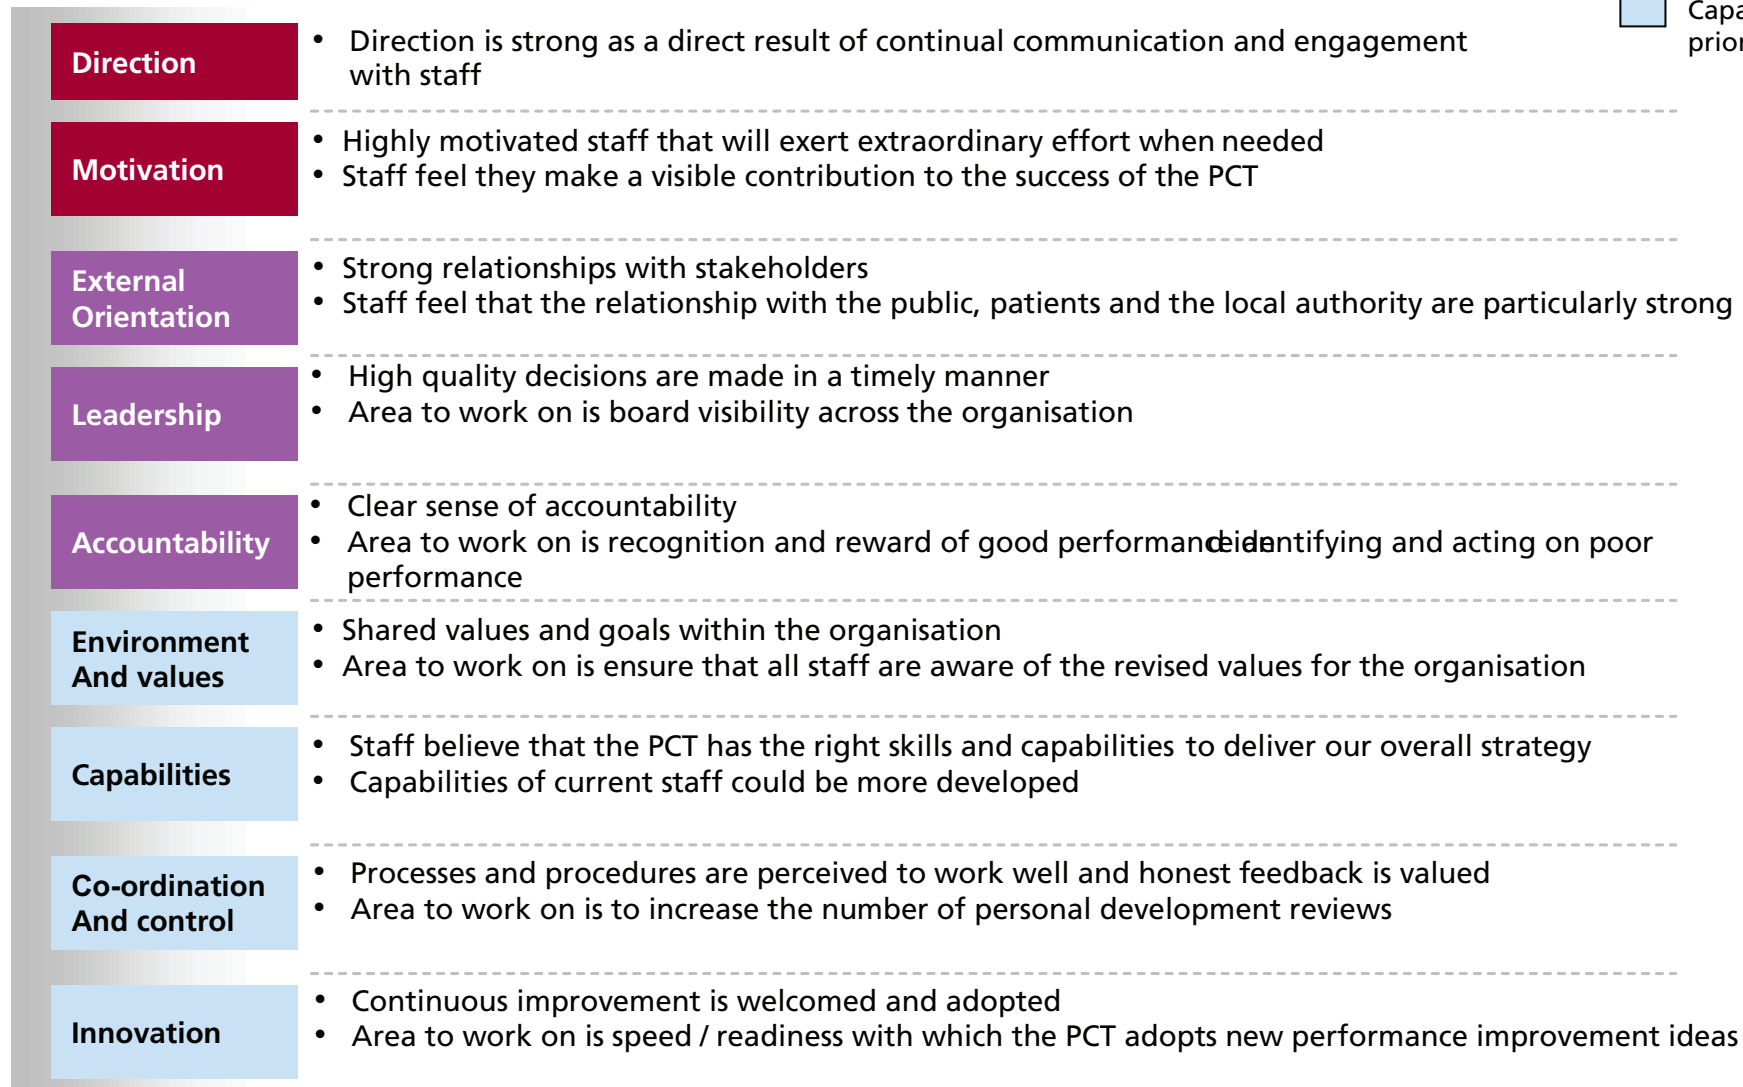 Direction
• Direction is strong as a direct result of continual communication and engagement
with staff
Motivation
• Highly motivated staff that will exert extraordinary effort when needed
• Staff feel they make a visible contribution to the success of the PCT
External
Orientation
• Strong relationships with stakeholders
• Staff feel that the relationship with the public, patients and the local authority are particularly strong
Leadership
• High quality decisions are made in a timely manner
• Area to work on is board visibility across the organisation
Accountability
• Clear sense of accountability
• Area to work on is recognition and reward of good identifying and acting on poor
performance
Environment
And values
• Shared values and goals within the organisation
• Area to work on is ensure that all staff are aware of the revised values for the organisation
Capabilities
• Staff believe that the PCT has the right skills and capabilities to deliver our overall strategy
• Capabilities of current staff could be more developed
Co-ordination
And control
• Processes and procedures are perceived to work well and honest feedback is valued
• Area to work on is to increase the number of personal development reviews
Innovation
• Continuous improvement is welcomed and adopted
• Area to work on is speed / readiness with which the PCT adopts new performance improvement ideas